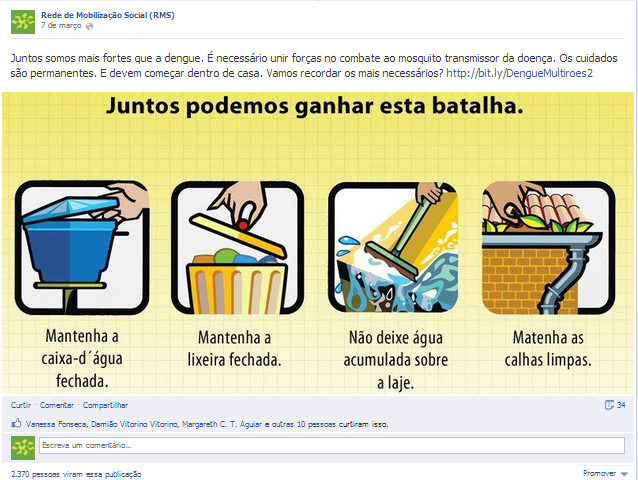 Rede de Mobilização Social (RMS)
7 de março
Juntos somos mais fortes que a dengue. É necessário unir forças no combate ao mosquito transmissor da doença. Os cuidados
são permanentes. E devem começar dentro de casa. Vamos recordar os mais necessários? http://bit.ly/DengueMultiroes2
Juntos podemos ganhar esta batalha.
Mantenha a
caixa-d´água
fechada.
Mantenha a
lixeira fechada.
Não deixe água
acumulada sobre
a laje.
Matenha as
calhas limpas.
Curtir · Comentar · Compartilhar
34
Vanessa Fonseca, Damião Vitorino Vitorino, Margareth C. T. Aguiar e outras 10 pessoas curtiram isso.
Escreva um comentário...
2.370 pessoas viram essa publicação
Promover